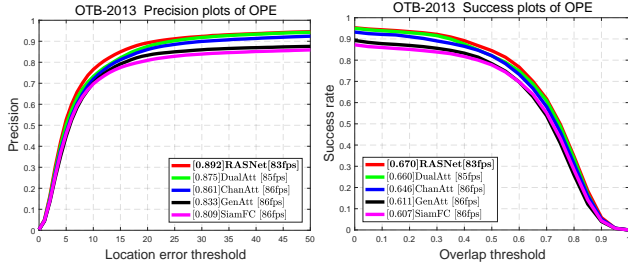 OTB-2013 Precision plots of OPE
Precision
1
0.9
0.8
0.7
0.6
0.5
0.4
0.3
0.2
0.1
0
[0.892]RASNet[83fps]
[0.875]DualAtt [85fps]
[0.861]ChanAtt [86fps]
[0.833]GenAtt [86fps]
[0.809]SiamFC [86fps]
0 5 10 15 20 25 30 35 40 45 50
Location error threshold
OTB-2013 Success plots of OPE
Success rate
1
0.9
0.8
0.7
0.6
0.5
0.4
0.3
0.2
0.1
0
[0.670]RASNet[83fps]
[0.660]DualAtt [85fps]
[0.646]ChanAtt [86fps]
[0.611]GenAtt [86fps]
[0.607]SiamFC [86fps]
0 0.1 0.2 0.3 0.4 0.5 0.6 0.7 0.8 0.9
Overlap threshold